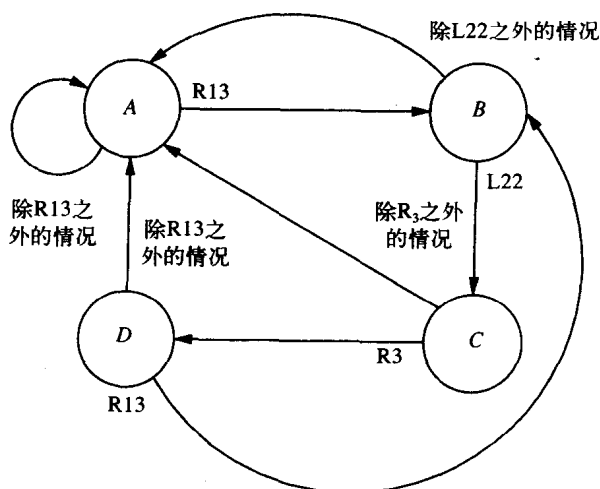 除L22之外的情况
A
R13
B
L22
除R13之
外的情况
除R13之
外的情况
除R₃之外
的情况
D
R3
C
R13